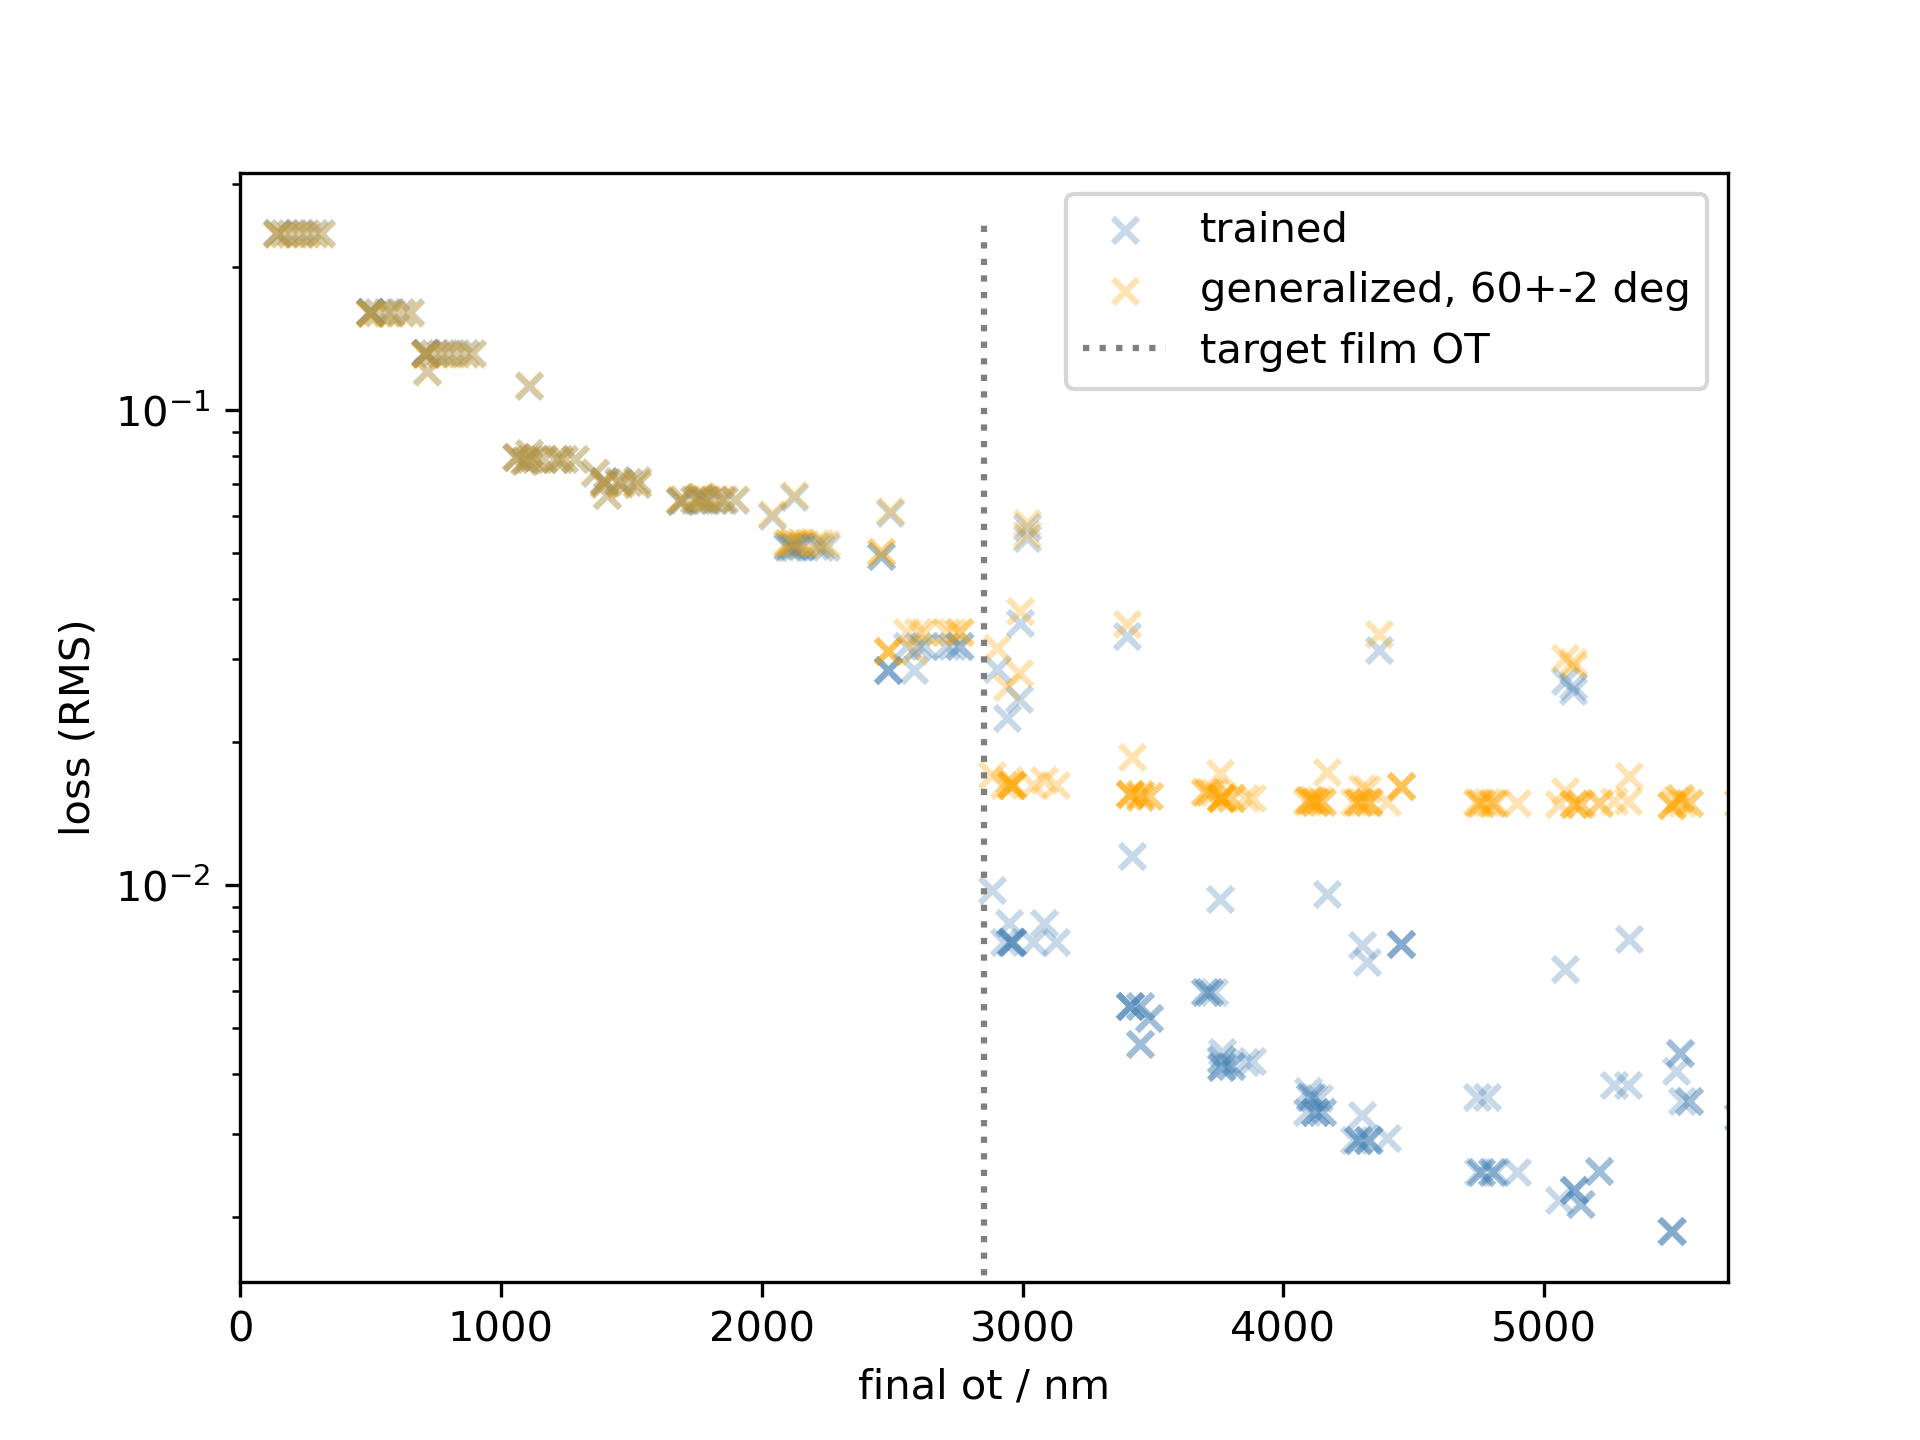 trained
generalized, 60+-2 deg
target film OT
10⁻¹
10⁻²
loss (RMS)
0 1000 2000 3000 4000 5000
final ot / nm